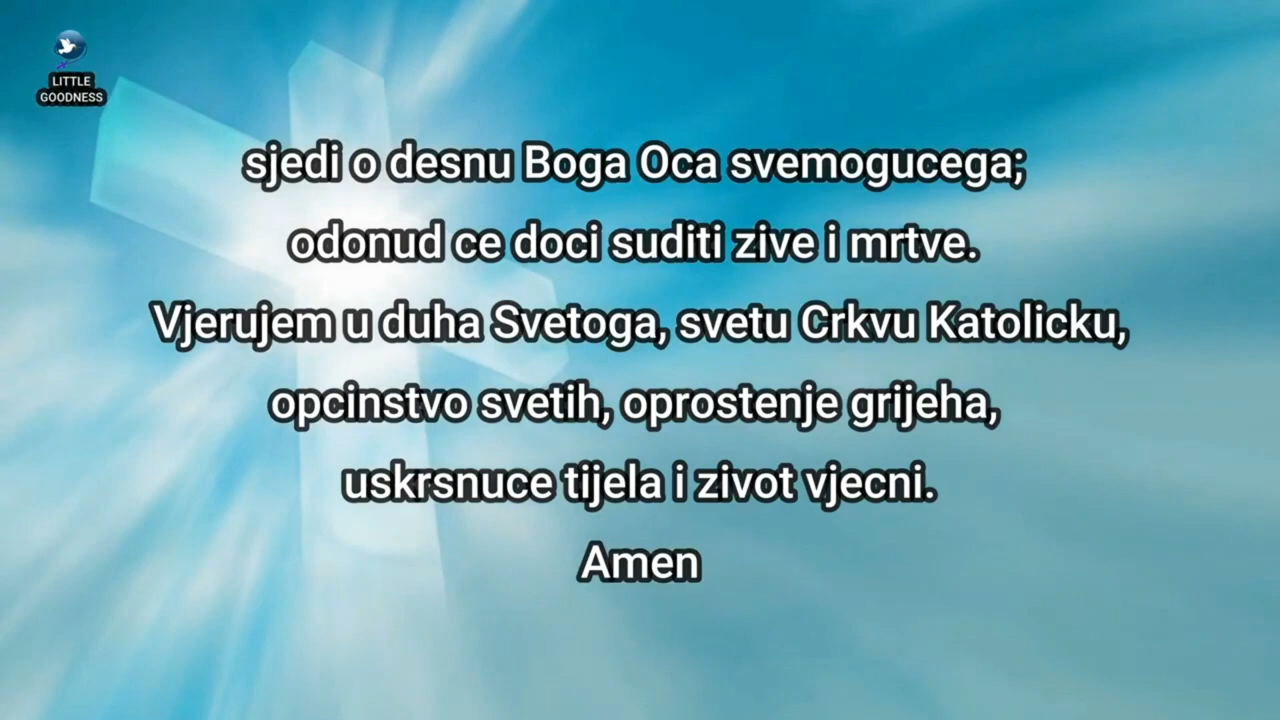 LITTLE
GOODNESS
sjedi o desnu Boga Oca svemogucega;
odonud ce doci suditi zive i mrtve.
Vjerujem u duha Svetoga, svetu Crkvu Katolicku,
opcinstvo svetih, oprostenje grijeha,
uskrsnuce tijela i zivot vjecni.
Amen